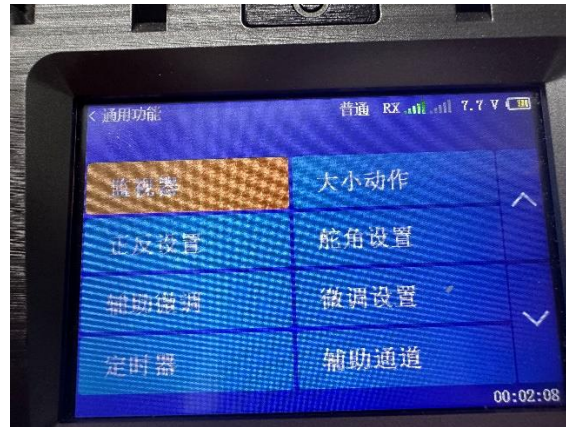 < 通用功能 普通 RX 7.7 V
监视器 大小动作
正反设置 舵角设置
辅助微调 微调设置
定时器 辅助通道
00:02:08